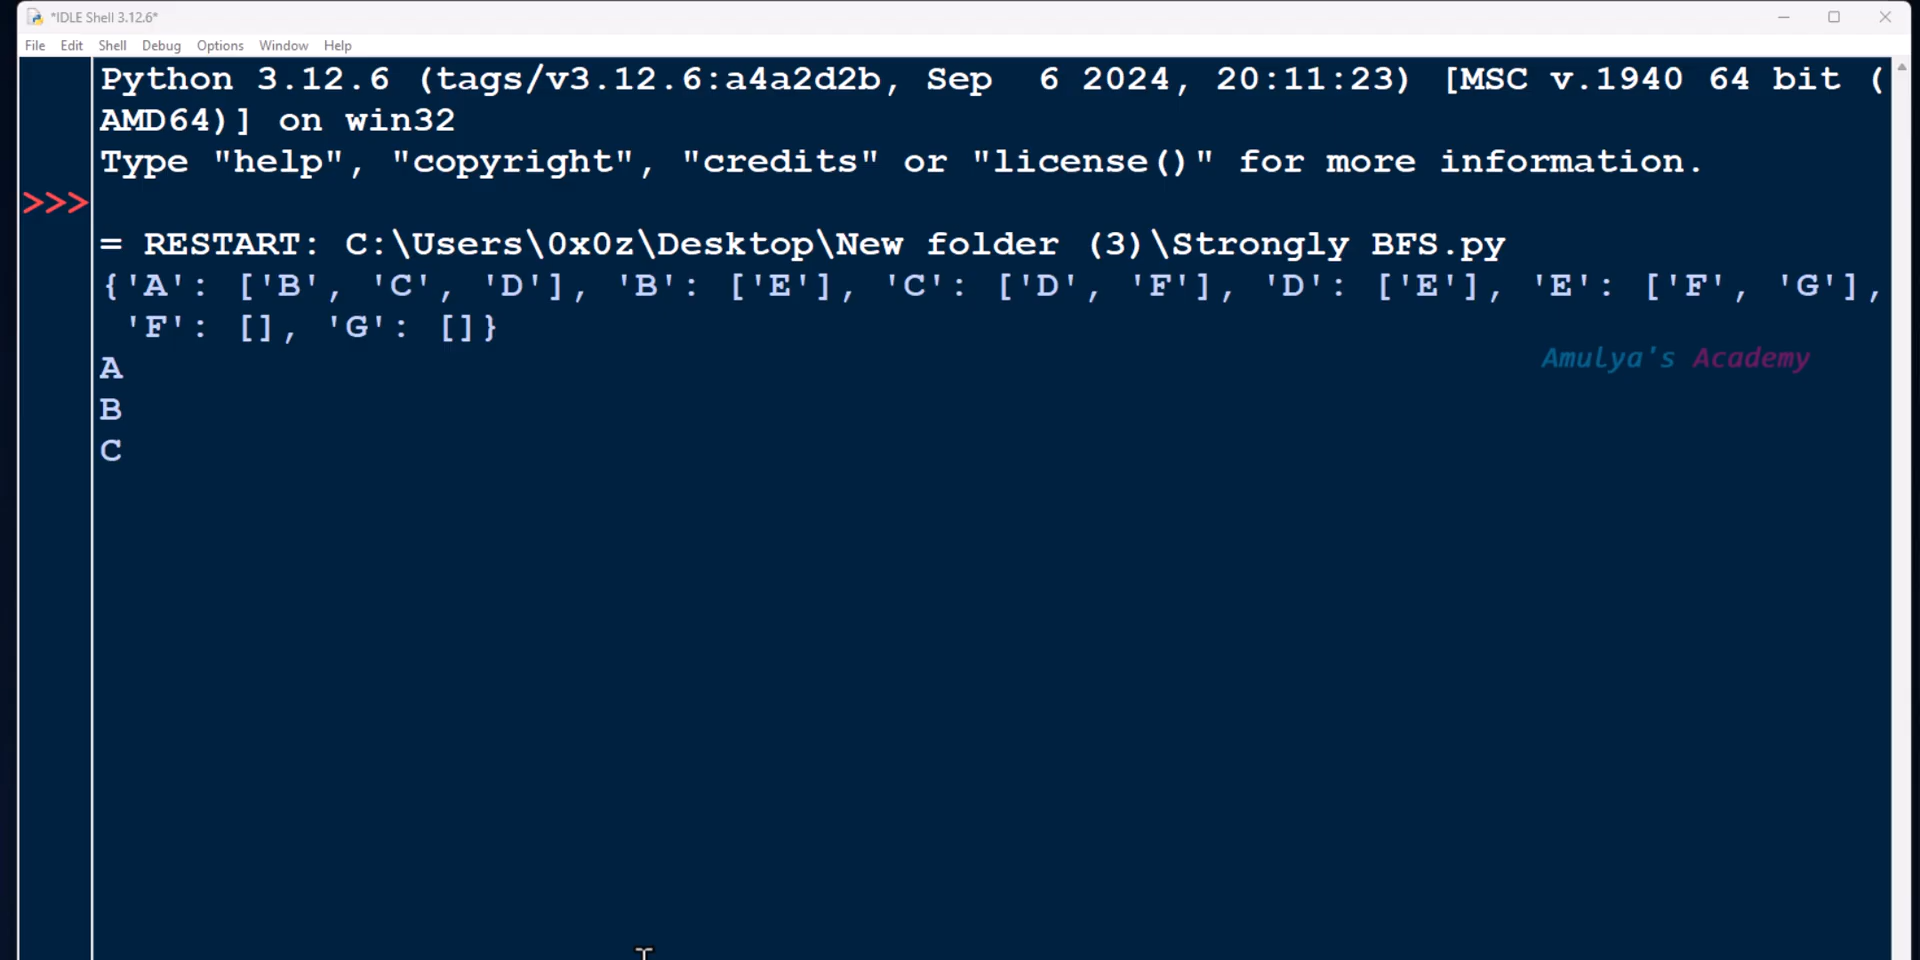 *IDLE Shell 3.12.6*
File Edit Shell Debug Options Window Help
Python 3.12.6 (tags/v3.12.6:a4a2d2b, Sep  6 2024, 20:11:23) [MSC v.1940 64 bit (
AMD64)] on win32
Type "help", "copyright", "credits" or "license()" for more information.
>>>
= RESTART: C:\Users\0x0z\Desktop\New folder (3)\Strongly BFS.py
{'A': ['B', 'C', 'D'], 'B': ['E'], 'C': ['D', 'F'], 'D': ['E'], 'E': ['F', 'G'],
 'F': [], 'G': []}
Amulya's Academy
A
B
C